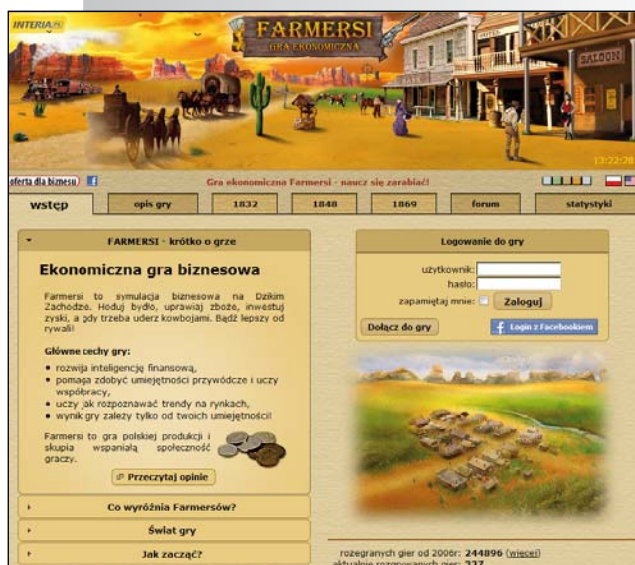 INTERIA.PL
FARMERSI
GRA EKONOMICZNA
HOTEL
SALOON
13:22:28
oferta dla biznesu
Gra ekonomiczna Farmersi - naucz się zarabiać!
wstęp
opis gry
1832
1848
1869
forum
statystyki
FARMERSI - krótko o grze
Ekonomiczna gra biznesowa
Farmersi to symulacja biznesowa na Dzikim
Zachodzie. Hoduj bydło, uprawiaj zboże, inwestuj
zyski, a gdy trzeba uderz kowbojami. Bądź lepszy od
rywali!
Główne cechy gry:
• rozwija inteligencję finansową,
• pomaga zdobyć umiejętności przywódcze i uczy
współpracy,
• uczy jak rozpoznawać trendy na rynkach,
• wynik gry zależy tylko od twoich umiejętności!
Farmersi to gra polskiej produkcji i
skupia wspaniałą społeczność
graczy.
Przeczytaj opinie
Co wyróżnia Farmersów?
Świat gry
Jak zacząć?
Logowanie do gry
użytkownik:
hasło:
zapamiętaj mnie:
Zaloguj
Dołącz do gry
Login z Facebookiem
rozegranych gier od 2006r: 244896 (więcej)
aktualnie rozgrywanych gier: 227